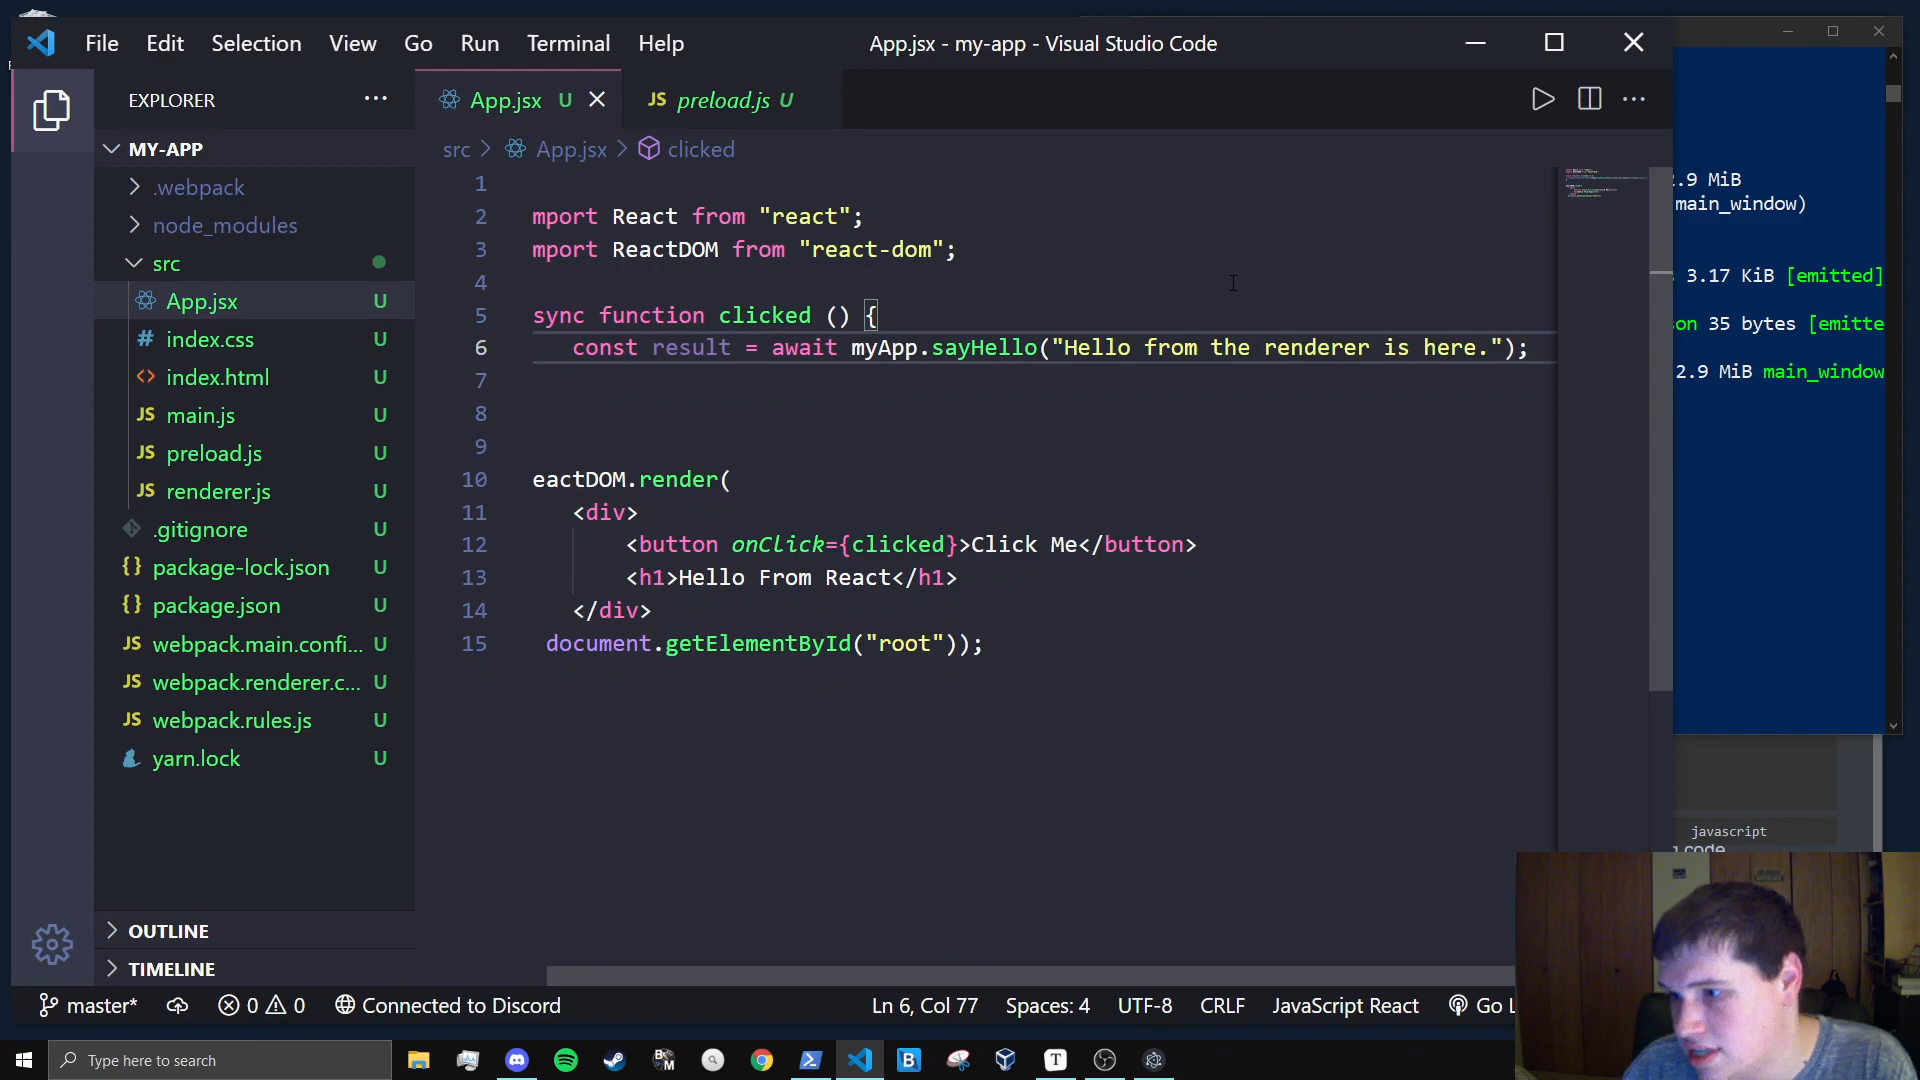 File Edit Selection View Go Run Terminal Help
App.jsx - my-app - Visual Studio Code
EXPLORER
MY-APP
.webpack
node_modules
src
App.jsx U
index.css U
index.html U
main.js U
preload.js U
renderer.js U
.gitignore U
package-lock.json U
package.json U
webpack.main.confi... U
webpack.renderer.c... U
webpack.rules.js U
yarn.lock U
OUTLINE
TIMELINE
App.jsx U
JS preload.js U
src > App.jsx > clicked
1
2 mport React from "react";
3 mport ReactDOM from "react-dom";
4
5 sync function clicked () {
6 const result = await myApp.sayHello("Hello from the renderer is here.");
7
8
9
10 eactDOM.render(
11 <div>
12 <button onClick={clicked}>Click Me</button>
13 <h1>Hello From React</h1>
14 </div>
15 document.getElementById("root"));
.9 MiB
main_window)
3.17 KiB [emitted]
on 35 bytes [emitte
2.9 MiB main_window
javascript
code
master* 0 0 Connected to Discord
Ln 6, Col 77 Spaces: 4 UTF-8 CRLF JavaScript React Go L
Type here to search